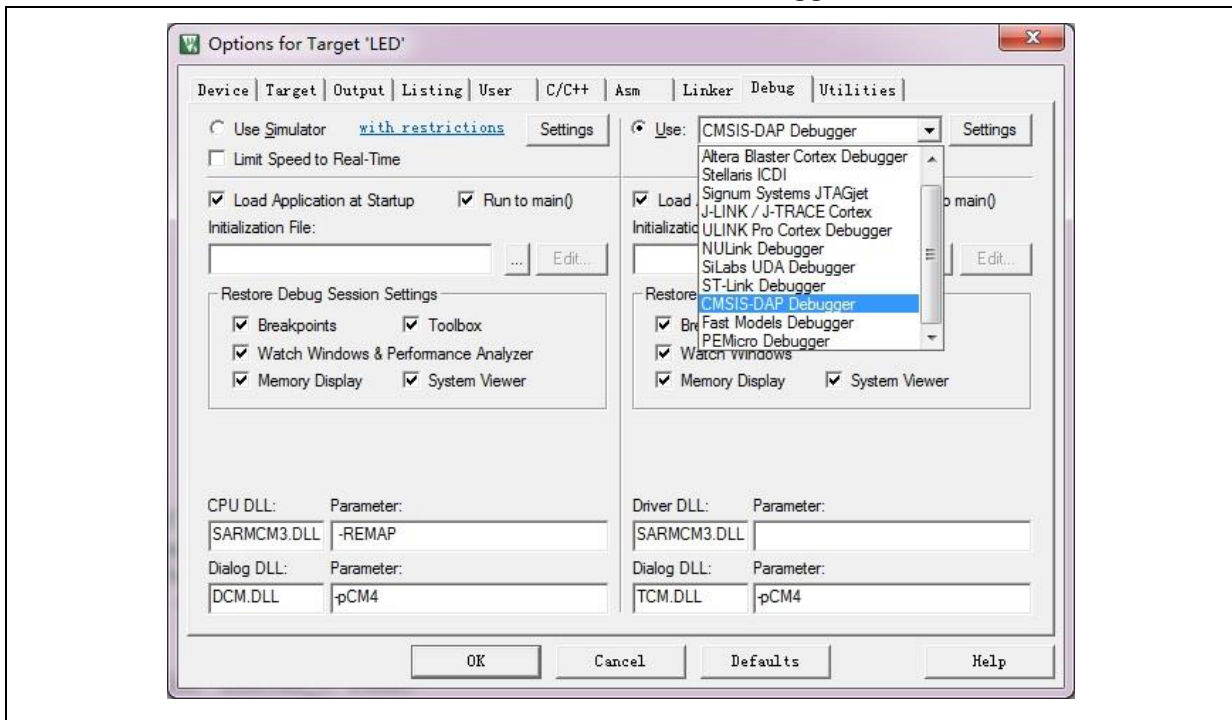 Options for Target 'LED'
Device Target Output Listing User C/C++ Asm Linker Debug Utilities
Use Simulator with restrictions Settings
Limit Speed to Real-Time
Load Application at Startup Run to main()
Initialization File:
... Edit...
Restore Debug Session Settings
Breakpoints Toolbox
Watch Windows & Performance Analyzer
Memory Display System Viewer
CPU DLL: Parameter:
SARMCM3.DLL -REMAP
Dialog DLL: Parameter:
DCM.DLL -pCM4
Use: CMSIS-DAP Debugger Settings
Altera Blaster Cortex Debugger
Stellaris ICDI
Signum Systems JTAGjet
J-LINK / J-TRACE Cortex
ULINK Pro Cortex Debugger
NULink Debugger
SiLabs UDA Debugger
ST-Link Debugger
CMSIS-DAP Debugger
Fast Models Debugger
PEMicro Debugger
Load main()
Edit...
Restore
Watch Windows
Memory Display System Viewer
Driver DLL: Parameter:
SARMCM3.DLL
Dialog DLL: Parameter:
TCM.DLL -pCM4
OK Cancel Defaults Help